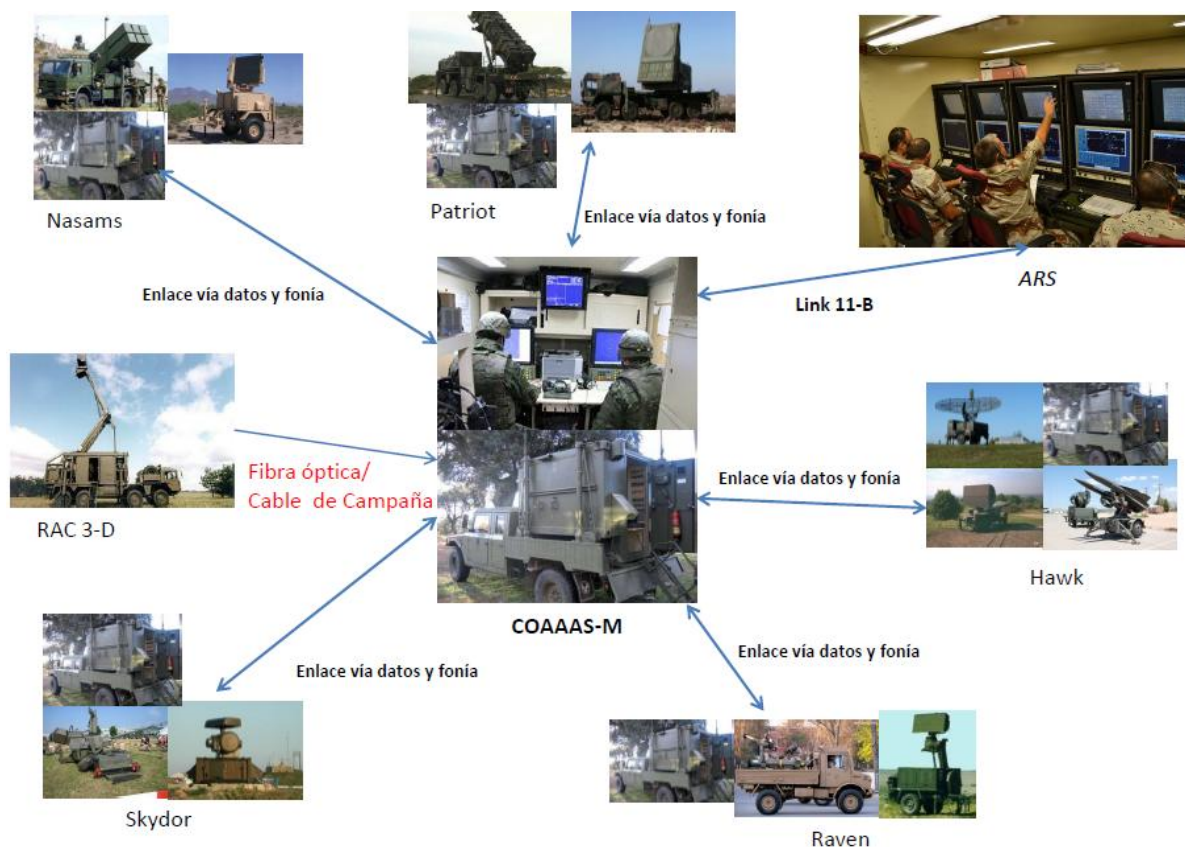 Nasams
Patriot
Enlace vía datos y fonía
ARS
Enlace vía datos y fonía
Link 11-B
Fibra óptica/
Cable de Campaña
RAC 3-D
Enlace vía datos y fonía
Hawk
COAAAS-M
Enlace vía datos y fonía
Enlace vía datos y fonía
Skydor
Raven